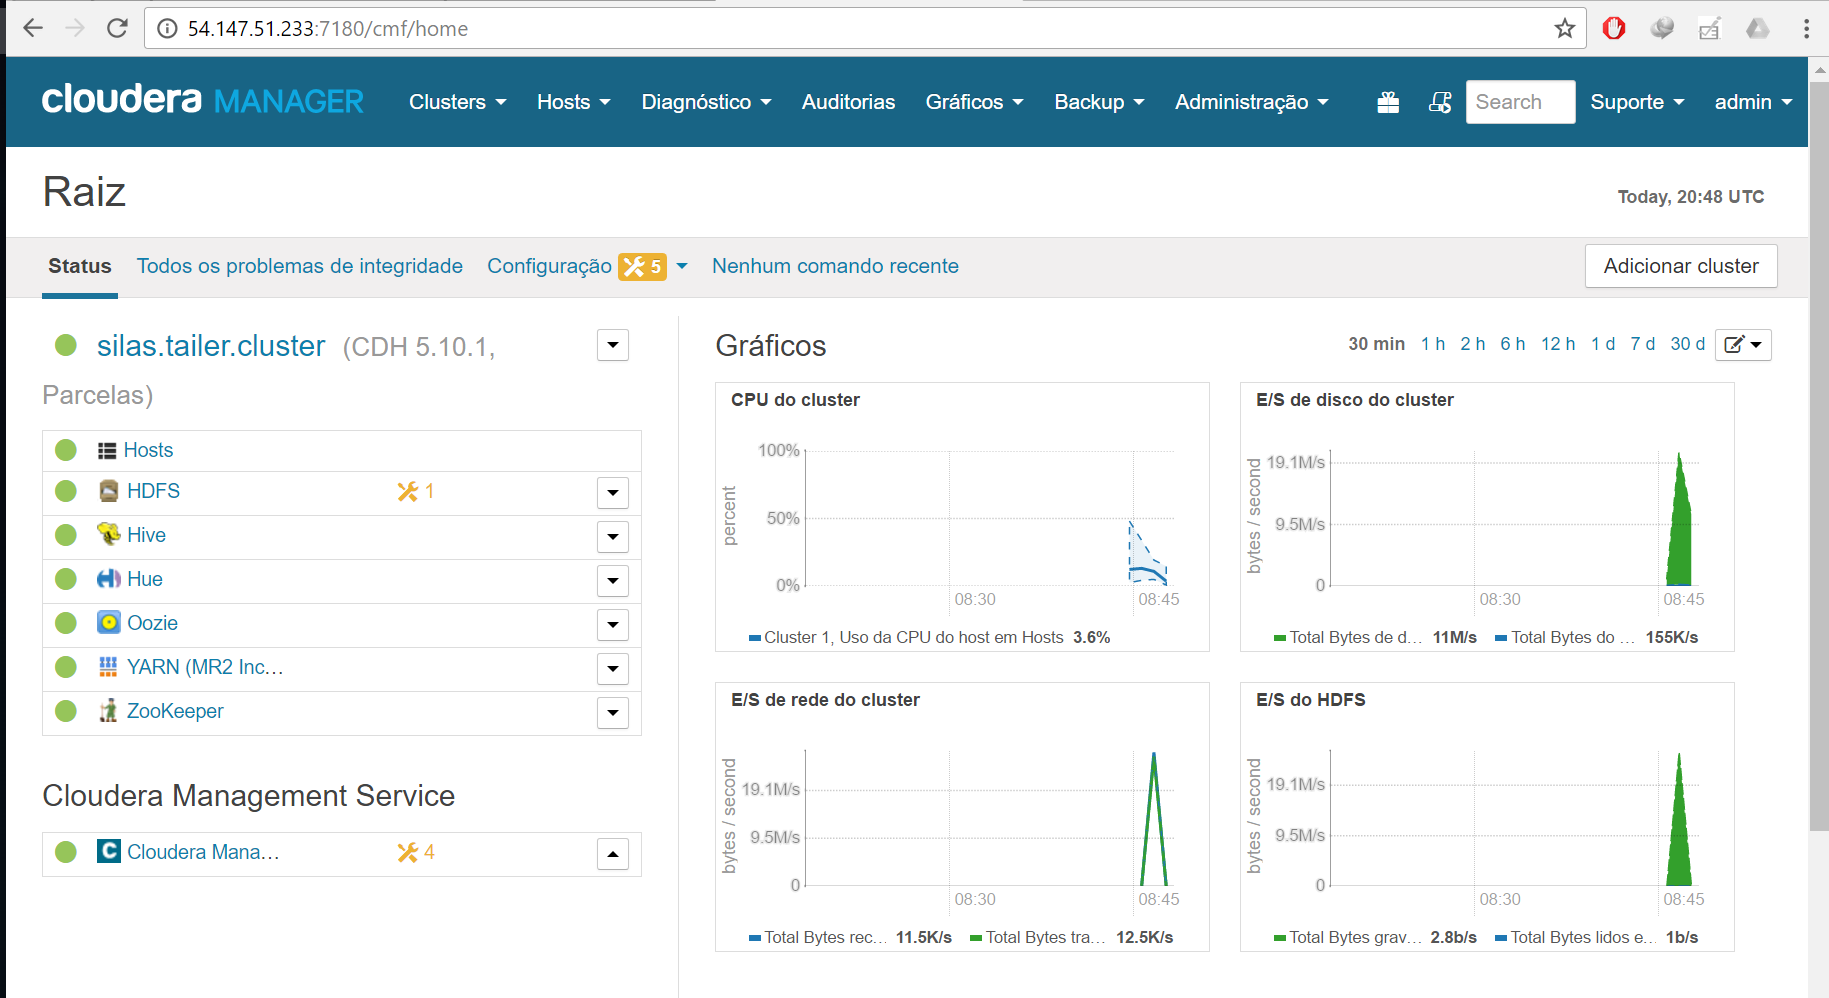 54.147.51.233:7180/cmf/home
cloudera MANAGER Clusters Hosts Diagnóstico Auditorias Gráficos Backup Administração Search Suporte admin
Raiz
Today, 20:48 UTC
Status Todos os problemas de integridade Configuração 5 Nenhum comando recente Adicionar cluster
silas.tailer.cluster (CDH 5.10.1,
Parcelas)
Hosts
HDFS 1
Hive
Hue
Oozie
YARN (MR2 Inc...
ZooKeeper
Cloudera Management Service
C Cloudera Mana... 4
Gráficos
30 min 1 h 2 h 6 h 12 h 1 d 7 d 30 d
CPU do cluster
percent
100%
50%
0%
08:30 08:45
Cluster 1, Uso da CPU do host em Hosts 3.6%
E/S de disco do cluster
bytes / second
19.1M/s
9.5M/s
0
08:30 08:45
Total Bytes de d... 11M/s Total Bytes do ... 155K/s
E/S de rede do cluster
bytes / second
19.1M/s
9.5M/s
0
08:30 08:45
Total Bytes rec... 11.5K/s Total Bytes tra... 12.5K/s
E/S do HDFS
bytes / second
19.1M/s
9.5M/s
0
08:30 08:45
Total Bytes grav... 2.8b/s Total Bytes lidos e... 1b/s